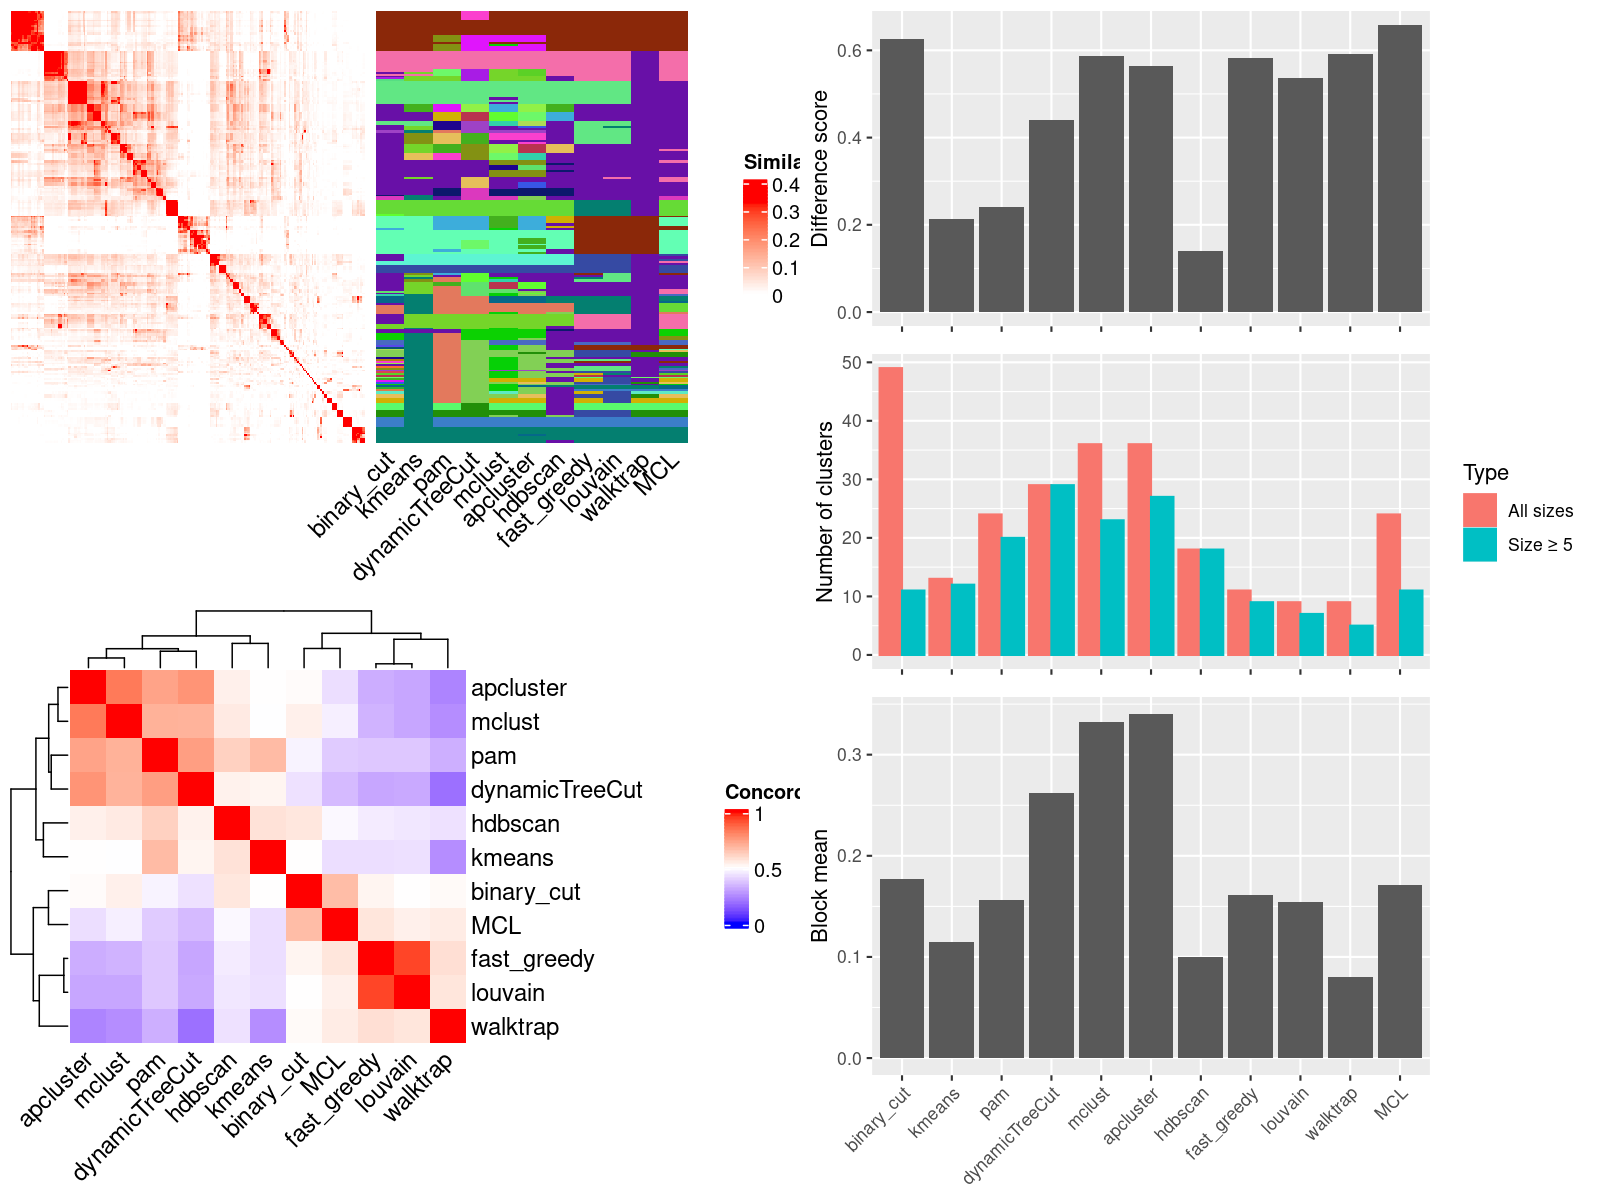 Simila
0.4
0.3
0.2
0.1
0
binary_cut
kmeans
pam
dynamicTreeCut
mclust
apcluster
hdbscan
fast_greedy
louvain
walktrap
MCL
Difference score
0.6
0.4
0.2
0.0
Number of clusters
50
40
30
20
10
0
Type
All sizes
Size ≥ 5
apcluster
mclust
pam
dynamicTreeCut
hdbscan
kmeans
binary_cut
MCL
fast_greedy
louvain
walktrap
apcluster
mclust
pam
dynamicTreeCut
hdbscan
kmeans
binary_cut
MCL
fast_greedy
louvain
walktrap
Concord
1
0.5
0
Block mean
0.3
0.2
0.1
0.0
binary_cut
kmeans
pam
dynamicTreeCut
mclust
apcluster
hdbscan
fast_greedy
louvain
walktrap
MCL